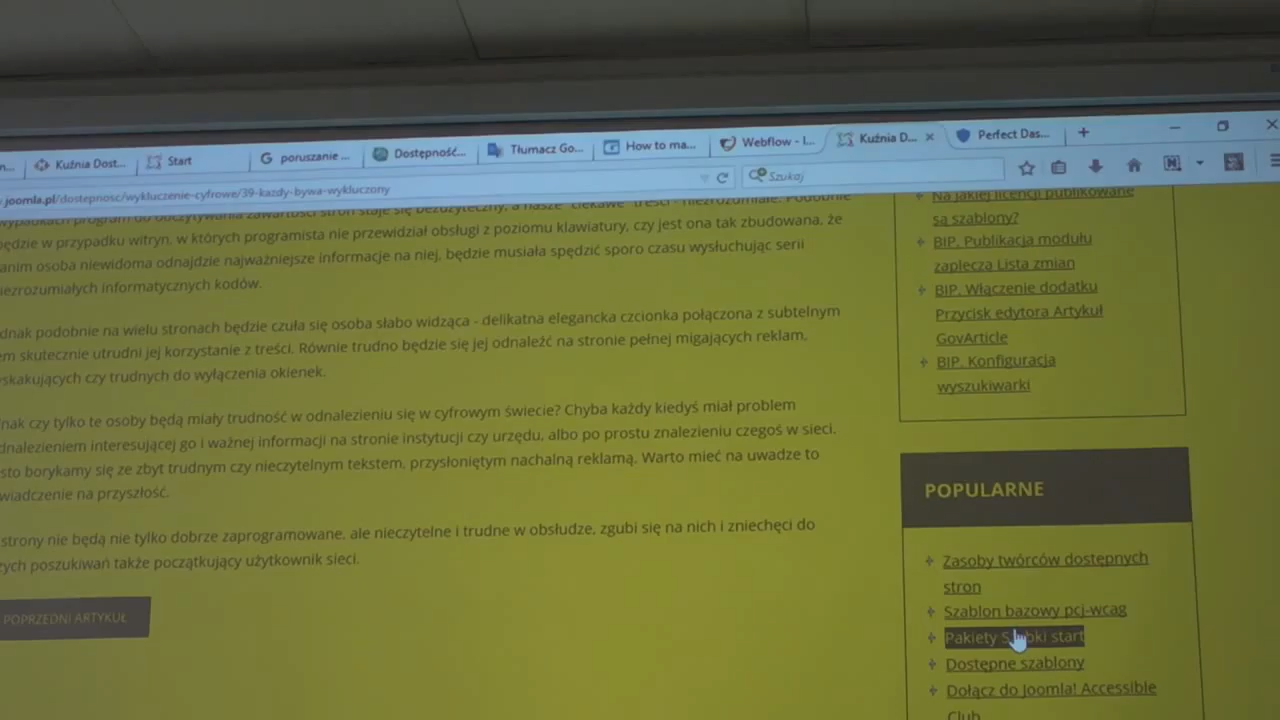 Kuźnia Dost...
Start
poruszanie ...
Dostępność...
Tłumacz Go...
How to ma...
Webflow - I...
Kuźnia D...
Perfect Das...
joomla.pl/dostepnosc/wykluczenie-cyfrowe/39-kazdy-bywa-wykluczony
Szukaj
wypadkach program do odczytywania zawartości stron staje się bezużyteczny, a nasze "ciekawe" treści - niezrozumiałe. Podobnie
będzie w przypadku witryn, w których programista nie przewidział obsługi z poziomu klawiatury, czy jest ona tak zbudowana, że
zanim osoba niewidoma odnajdzie najważniejsze informacje na niej, będzie musiała spędzić sporo czasu wysłuchując serii
niezrozumiałych informatycznych kodów.
dnak podobnie na wielu stronach będzie czuła się osoba słabo widząca - delikatna elegancka czcionka połączona z subtelnym
em skutecznie utrudni jej korzystanie z treści. Równie trudno będzie się jej odnaleźć na stronie pełnej migających reklam,
yskakujących czy trudnych do wyłączenia okienek.
dnak czy tylko te osoby będą miały trudność w odnalezieniu się w cyfrowym świecie? Chyba każdy kiedyś miał problem
odnalezieniem interesującej go i ważnej informacji na stronie instytucji czy urzędu, albo po prostu znalezieniu czegoś w sieci.
sto borykamy się ze zbyt trudnym czy nieczytelnym tekstem, przysłoniętym nachalną reklamą. Warto mieć na uwadze to
wiadczenie na przyszłość.
strony nie będą nie tylko dobrze zaprogramowane, ale nieczytelne i trudne w obsłudze, zgubi się na nich i zniechęci do
zych poszukiwań także początkujący użytkownik sieci.
POPRZEDNI ARTYKUŁ
Na jakiej licencji publikowane
są szablony?
BIP. Publikacja modułu
zaplecza Lista zmian
BIP. Włączenie dodatku
Przycisk edytora Artykuł
GovArticle
BIP. Konfiguracja
wyszukiwarki
POPULARNE
Zasoby twórców dostępnych
stron
Szablon bazowy pcj-wcag
Pakiety Szybki start
Dostępne szablony
Dołącz do Joomla! Accessible
Club